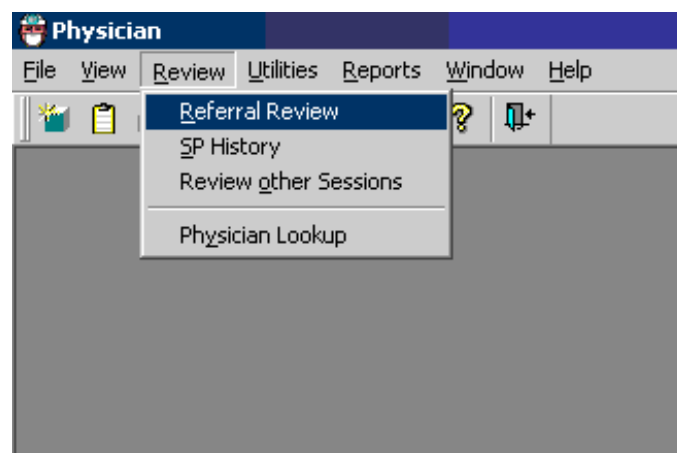 Physician
File View Review Utilities Reports Window Help
Referral Review
SP History
Review other Sessions
Physician Lookup